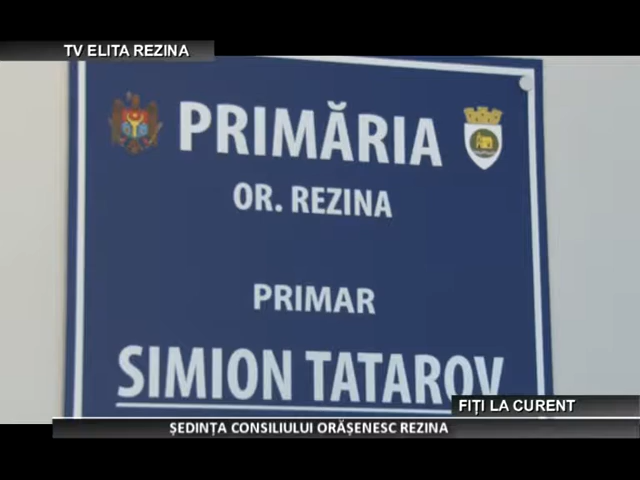 TV ELITA REZINA
PRIMĂRIA
OR. REZINA
PRIMAR
SIMION TATAROV
FIȚI LA CURENT
ȘEDINȚA CONSILIULUI ORĂȘENESC REZINA